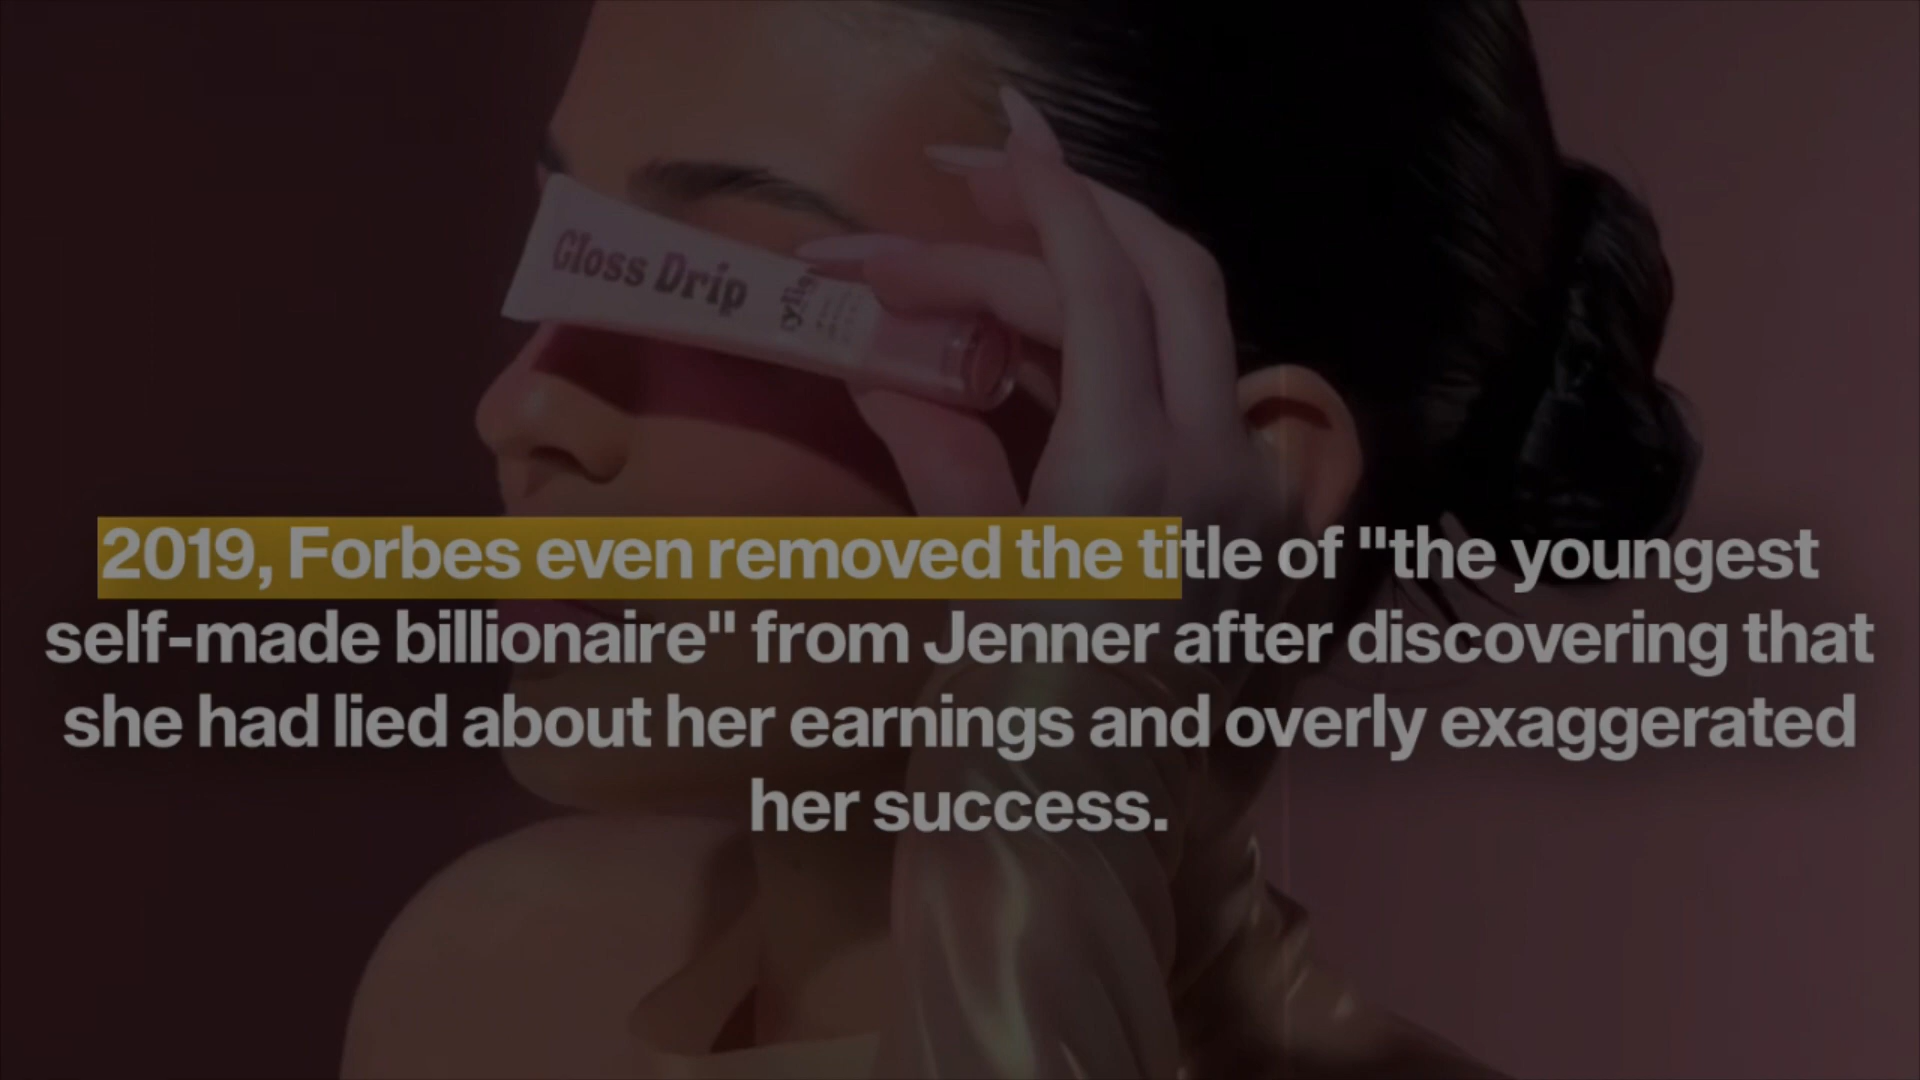 Gloss Drip
kylie
2019, Forbes even removed the title of "the youngest
self-made billionaire" from Jenner after discovering that
she had lied about her earnings and overly exaggerated
her success.